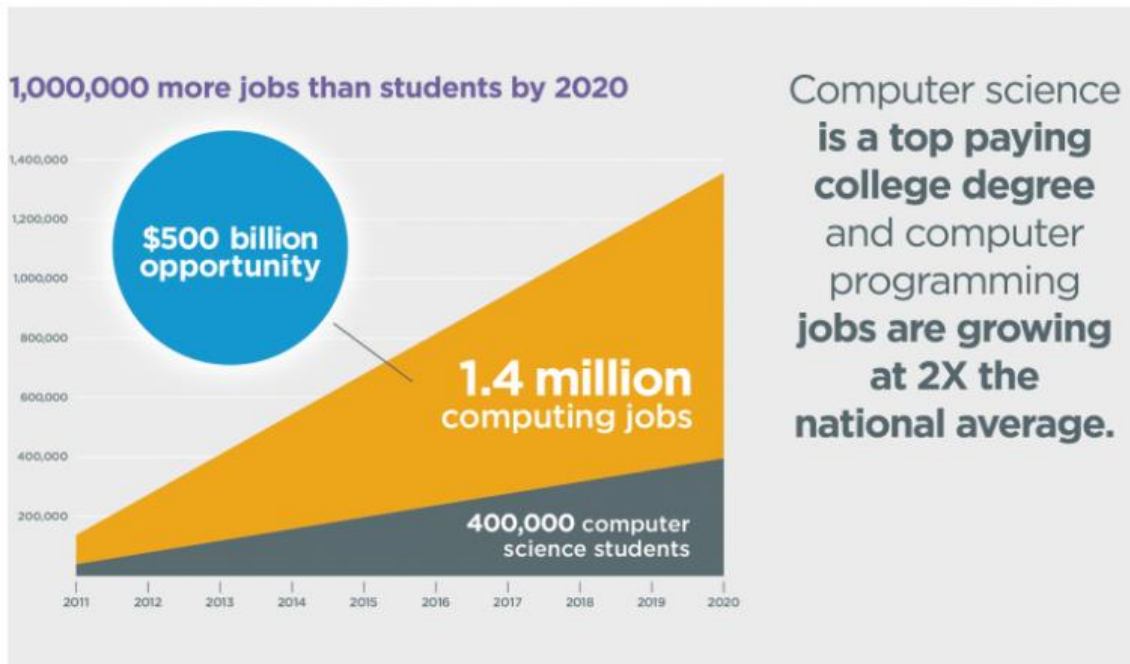 1,000,000 more jobs than students by 2020
1,400,000
1,200,000
1,000,000
800,000
600,000
400,000
200,000
$500 billion
opportunity
1.4 million
computing jobs
400,000 computer
science students
2011 2012 2013 2014 2015 2016 2017 2018 2019 2020
Computer science
is a top paying
college degree
and computer
programming
jobs are growing
at 2X the
national average.